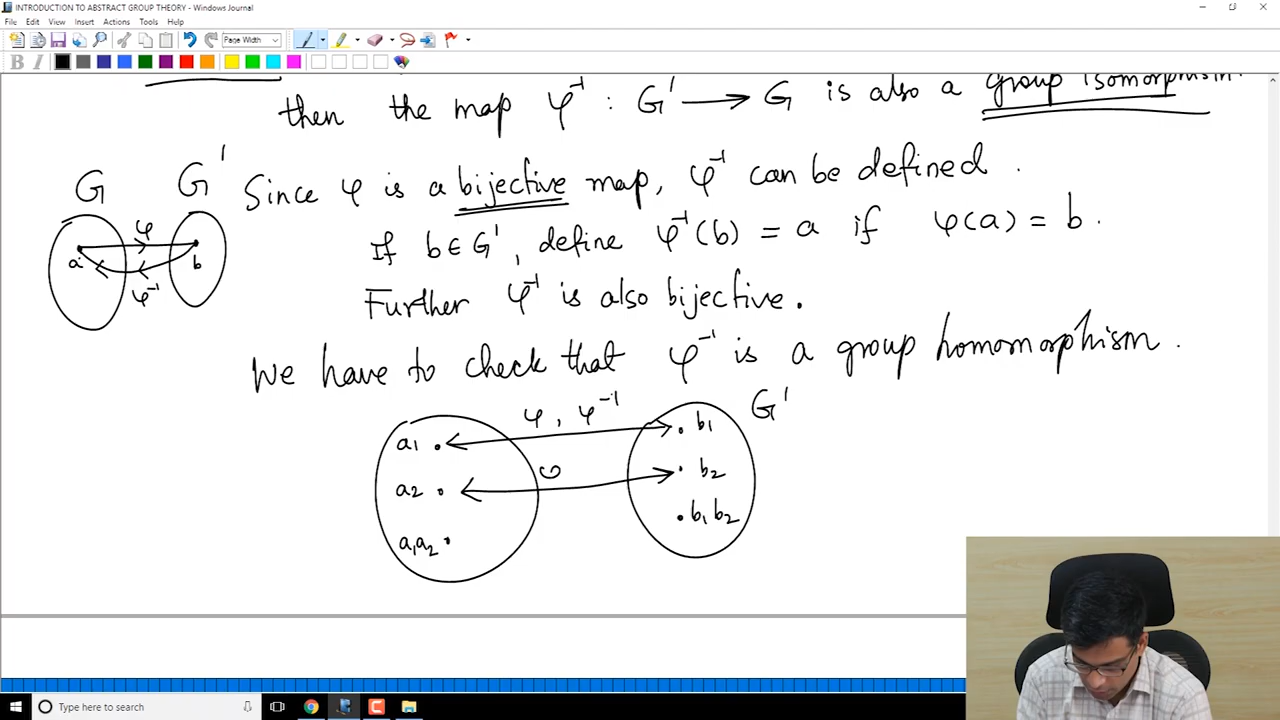 INTRODUCTION TO ABSTRACT GROUP THEORY - Windows Journal
File Edit View Insert Actions Tools Help
Page Width
B I
then the map φ⁻¹ : G' ⟶ G is also a group isomorphism.
G G' Since φ is a bijective map, φ⁻¹ can be defined.
φ
If b ∈ G', define φ⁻¹(b) = a if φ(a) = b.
a b
φ⁻¹
Further φ⁻¹ is also bijective.
We have to check that φ⁻¹ is a group homomorphism.
φ, φ⁻¹ G'
a1 b1
a2 b2
a1a2 b1b2
Type here to search